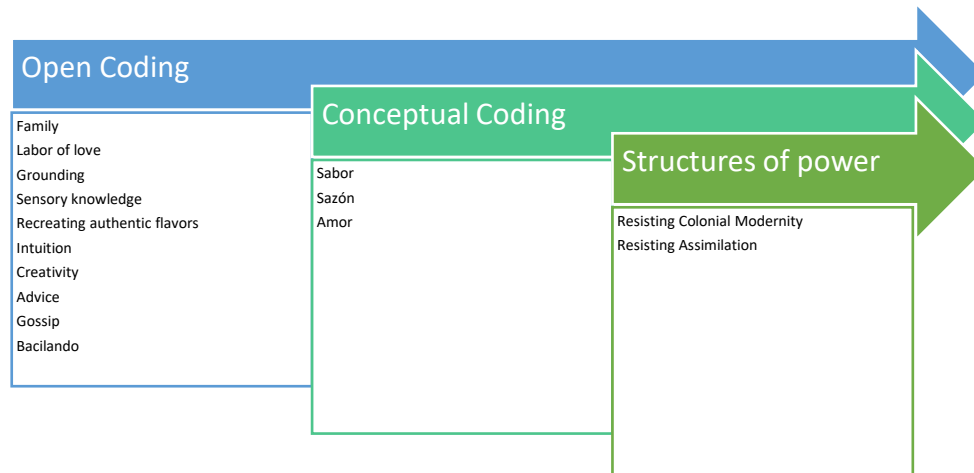 Open Coding
Family
Labor of love
Grounding
Sensory knowledge
Recreating authentic flavors
Intuition
Creativity
Advice
Gossip
Bacilando
Conceptual Coding
Sabor
Sazón
Amor
Structures of power
Resisting Colonial Modernity
Resisting Assimilation